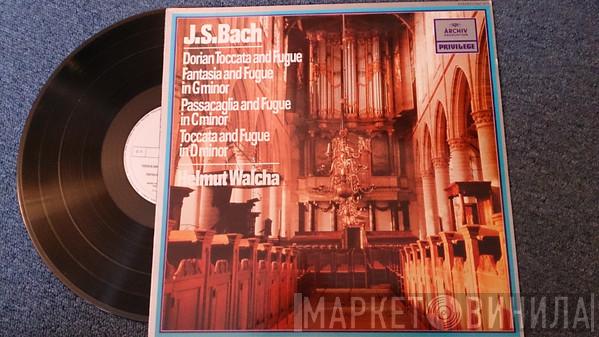 J.S.Bach
Dorian Toccata and Fugue
Fantasia and Fugue
in G minor
Passacaglia and Fugue
in C minor
Toccata and Fugue
in D minor
Helmut Walcha
ARCHIV
PRODUKTION
PRIVILEGE
МАРКЕТ ВИНИЛА